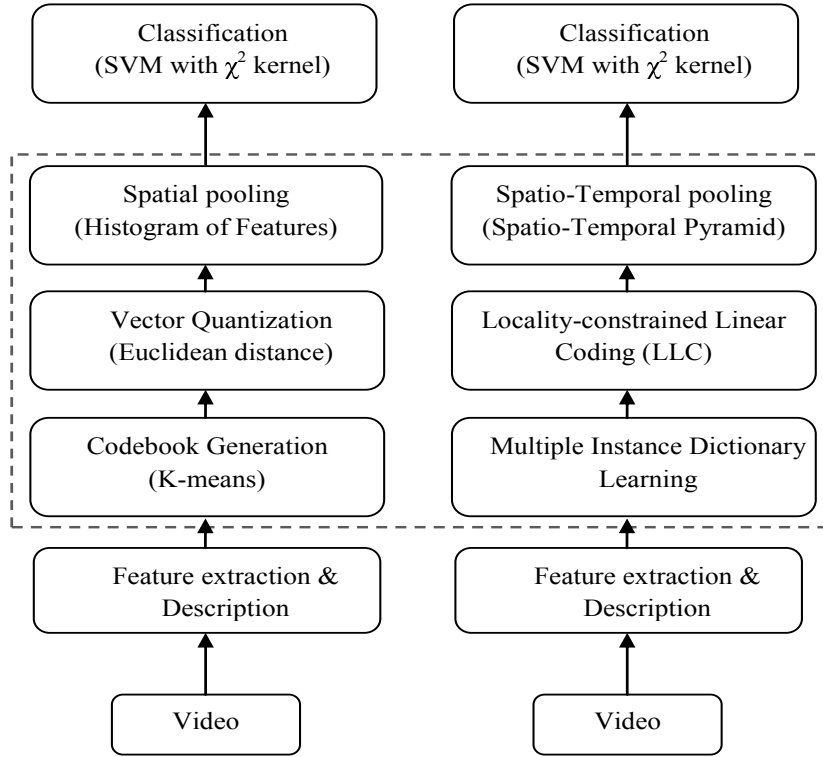 Classification
(SVM with χ² kernel)
Spatial pooling
(Histogram of Features)
Vector Quantization
(Euclidean distance)
Codebook Generation
(K-means)
Feature extraction &
Description
Video
Classification
(SVM with χ² kernel)
Spatio-Temporal pooling
(Spatio-Temporal Pyramid)
Locality-constrained Linear
Coding (LLC)
Multiple Instance Dictionary
Learning
Feature extraction &
Description
Video